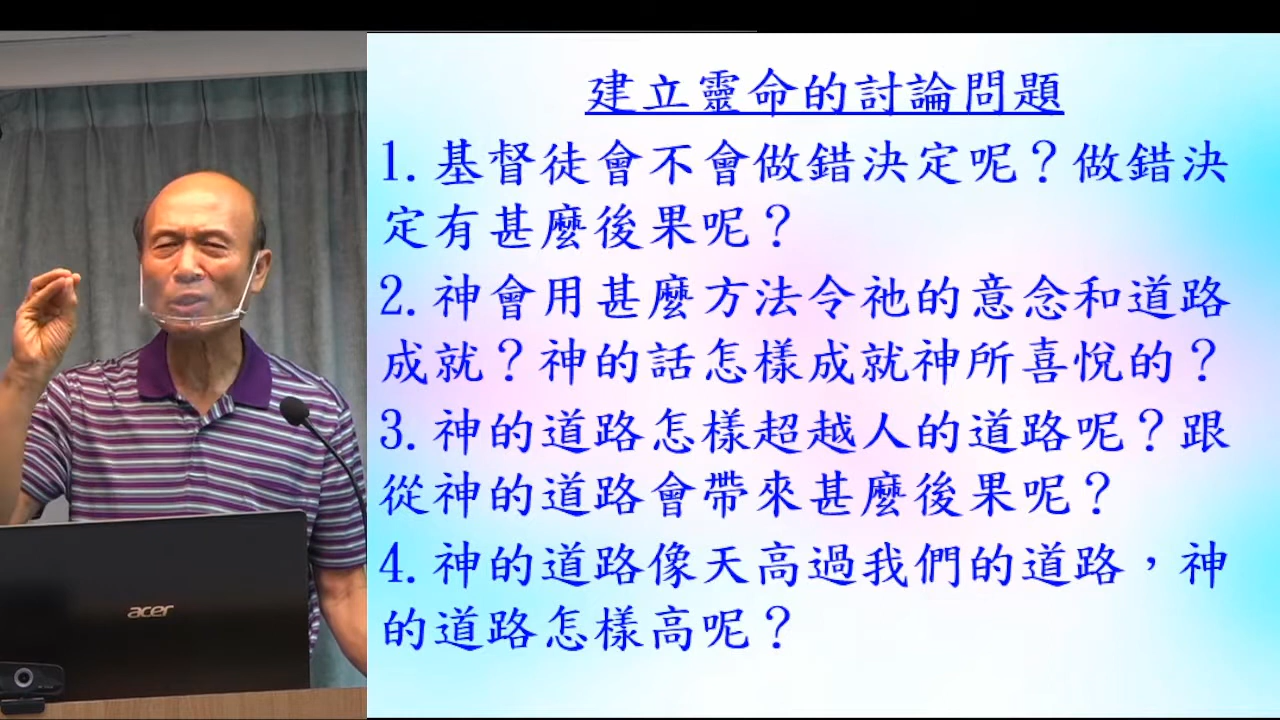 建立靈命的討論問題
1.基督徒會不會做錯決定呢？做錯決
定有甚麼後果呢？
2.神會用甚麼方法令祂的意念和道路
成就？神的話怎樣成就神所喜悅的？
3.神的道路怎樣超越人的道路呢？跟
從神的道路會帶來甚麼後果呢？
4.神的道路像天高過我們的道路，神
的道路怎樣高呢？
acer